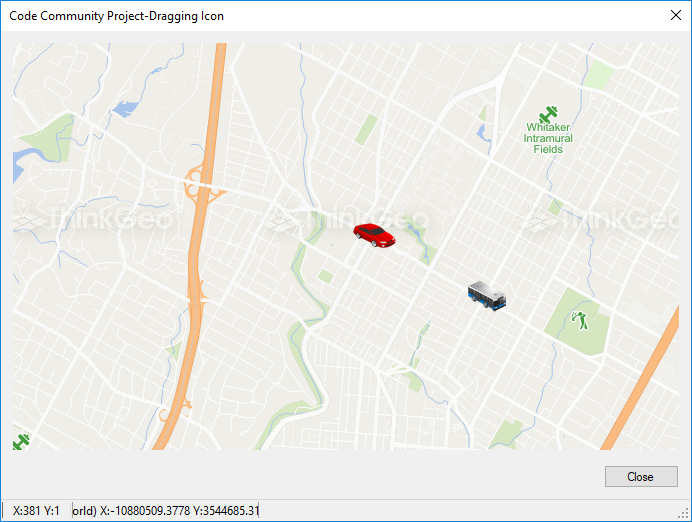 Code Community Project-Dragging Icon
Whitaker
Intramural
Fields
ThinkGeo ThinkGeo ThinkGeo
Close
X:381 Y:1 orld) X:-10880509.3778 Y:3544685.31